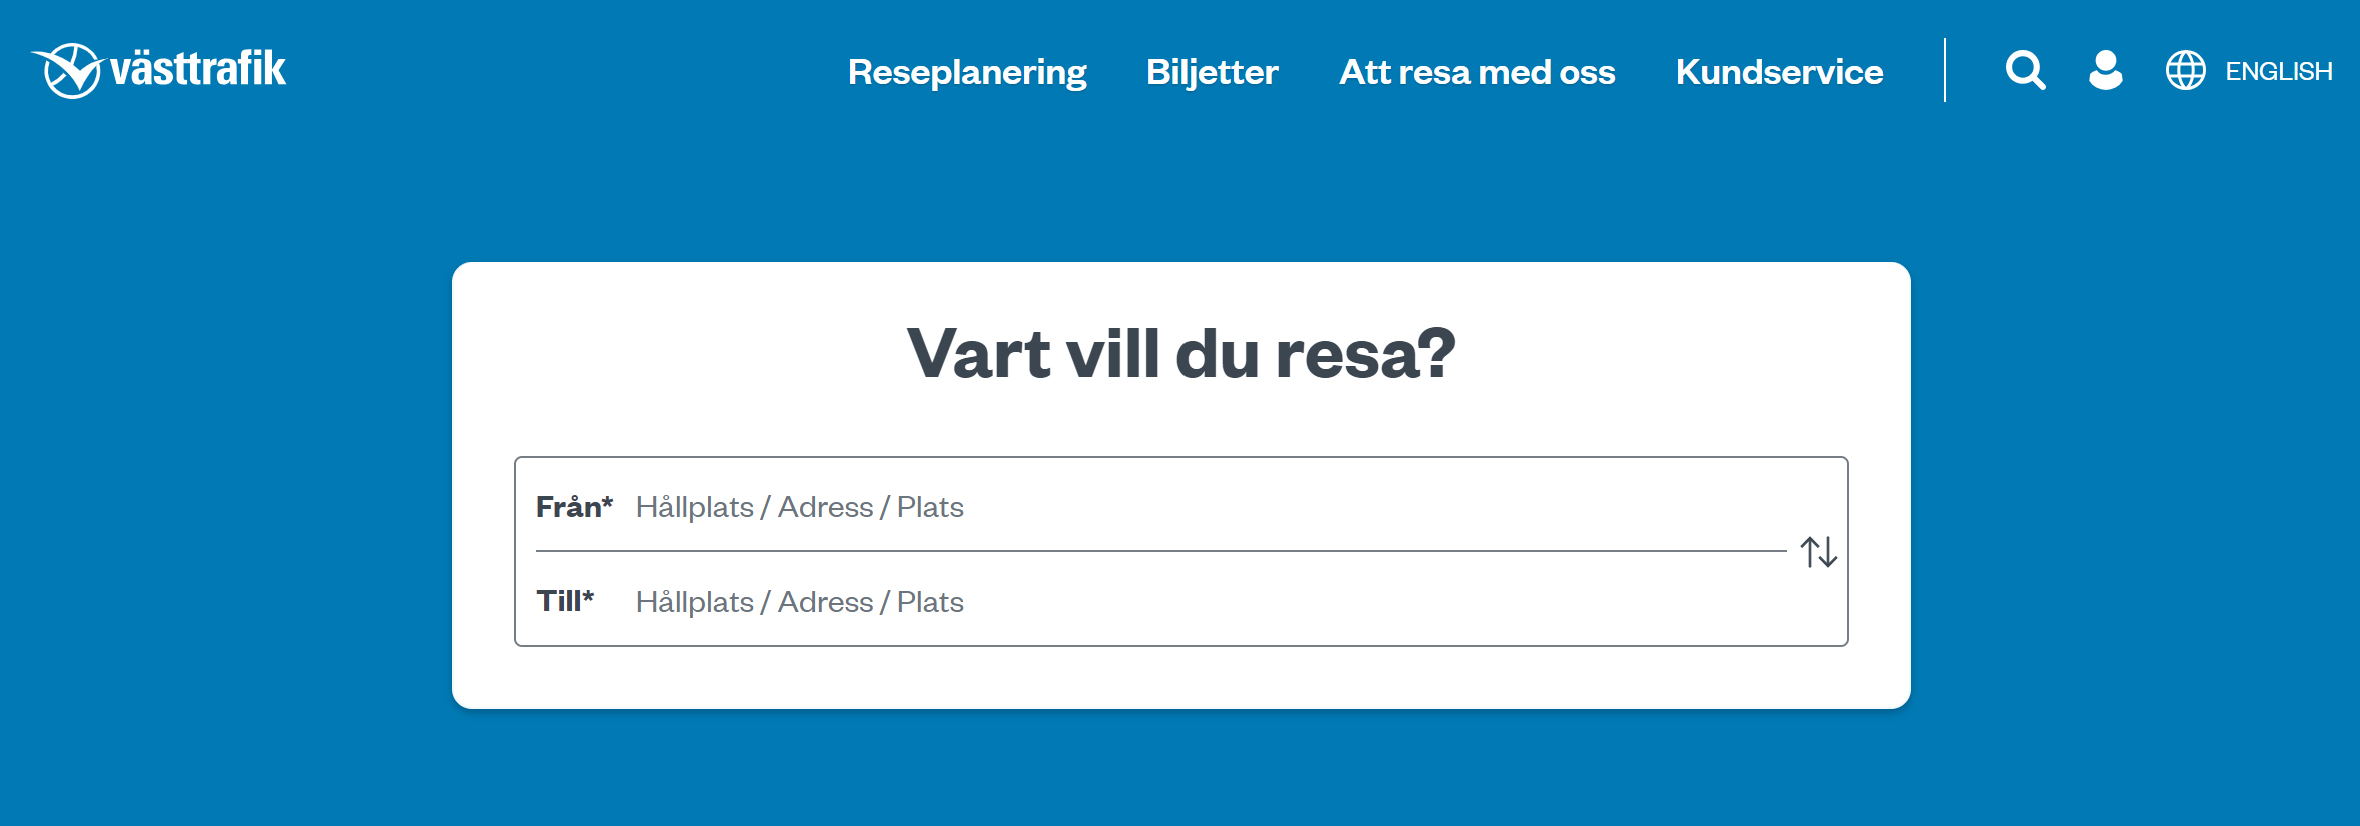 västtrafik
Reseplanering Biljetter Att resa med oss Kundservice ENGLISH
Vart vill du resa?
Från* Hållplats / Adress / Plats
Till* Hållplats / Adress / Plats